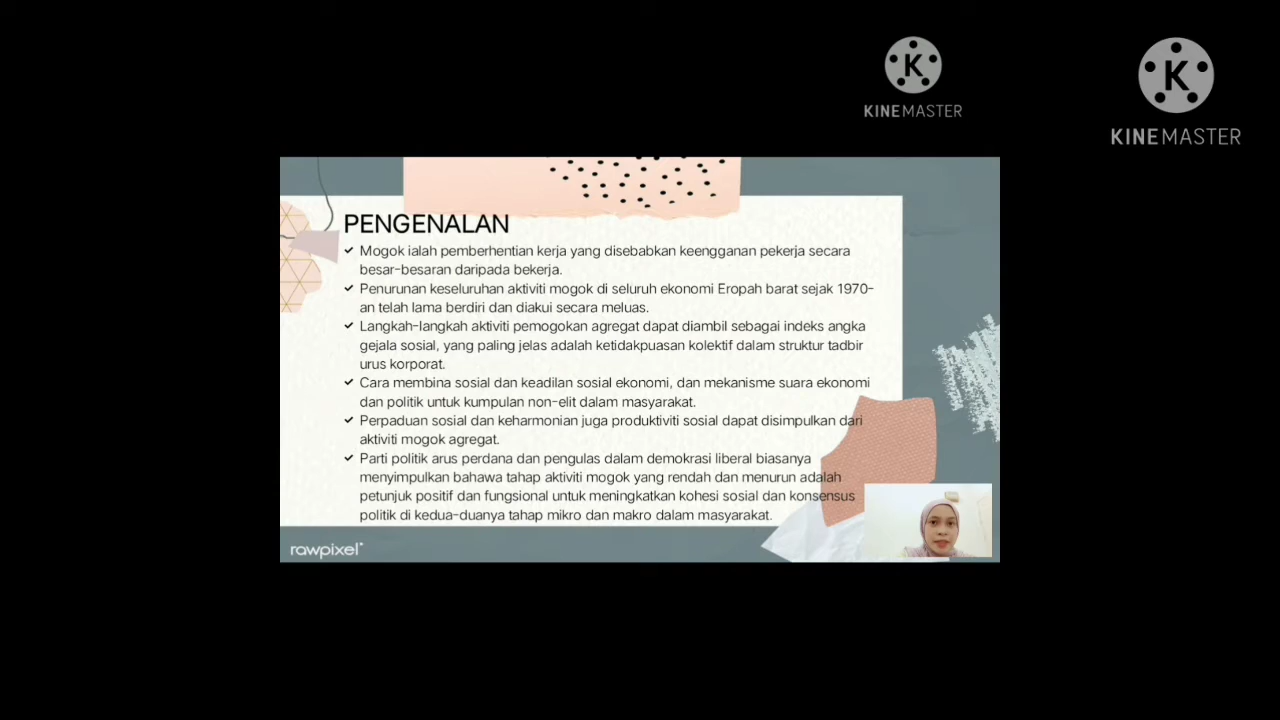 K
KINEMASTER
K
KINEMASTER
PENGENALAN
✓ Mogok ialah pemberhentian kerja yang disebabkan keengganan pekerja secara
besar-besaran daripada bekerja.
✓ Penurunan keseluruhan aktiviti mogok di seluruh ekonomi Eropah barat sejak 1970-
an telah lama berdiri dan diakui secara meluas.
✓ Langkah-langkah aktiviti pemogokan agregat dapat diambil sebagai indeks angka
gejala sosial, yang paling jelas adalah ketidakpuasan kolektif dalam struktur tadbir
urus korporat.
✓ Cara membina sosial dan keadilan sosial ekonomi, dan mekanisme suara ekonomi
dan politik untuk kumpulan non-elit dalam masyarakat.
✓ Perpaduan sosial dan keharmonian juga produktiviti sosial dapat disimpulkan dari
aktiviti mogok agregat.
✓ Parti politik arus perdana dan pengulas dalam demokrasi liberal biasanya
menyimpulkan bahawa tahap aktiviti mogok yang rendah dan menurun adalah
petunjuk positif dan fungsional untuk meningkatkan kohesi sosial dan konsensus
politik di kedua-duanya tahap mikro dan makro dalam masyarakat.
rawpixel